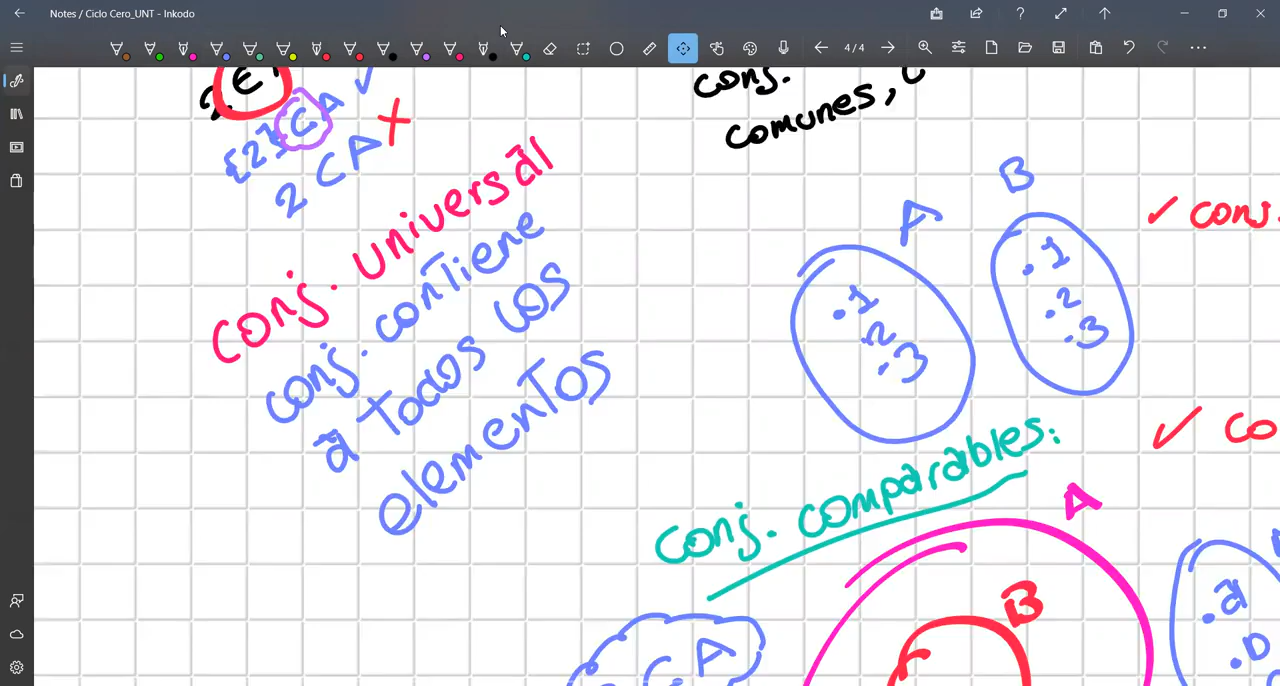 Notes / Ciclo Cero_UNT - Inkodo
4 / 4
{2} ⊂ A ✓
2 ⊂ A
conj. universal
conj. contiene
a todos los
elementos
conj.
comunes,
A
.1
.2
.3
B
.1
.2
.3
✓ conj.
✓ co
conj. comparables:
A
B
⊂ A
.a
.b